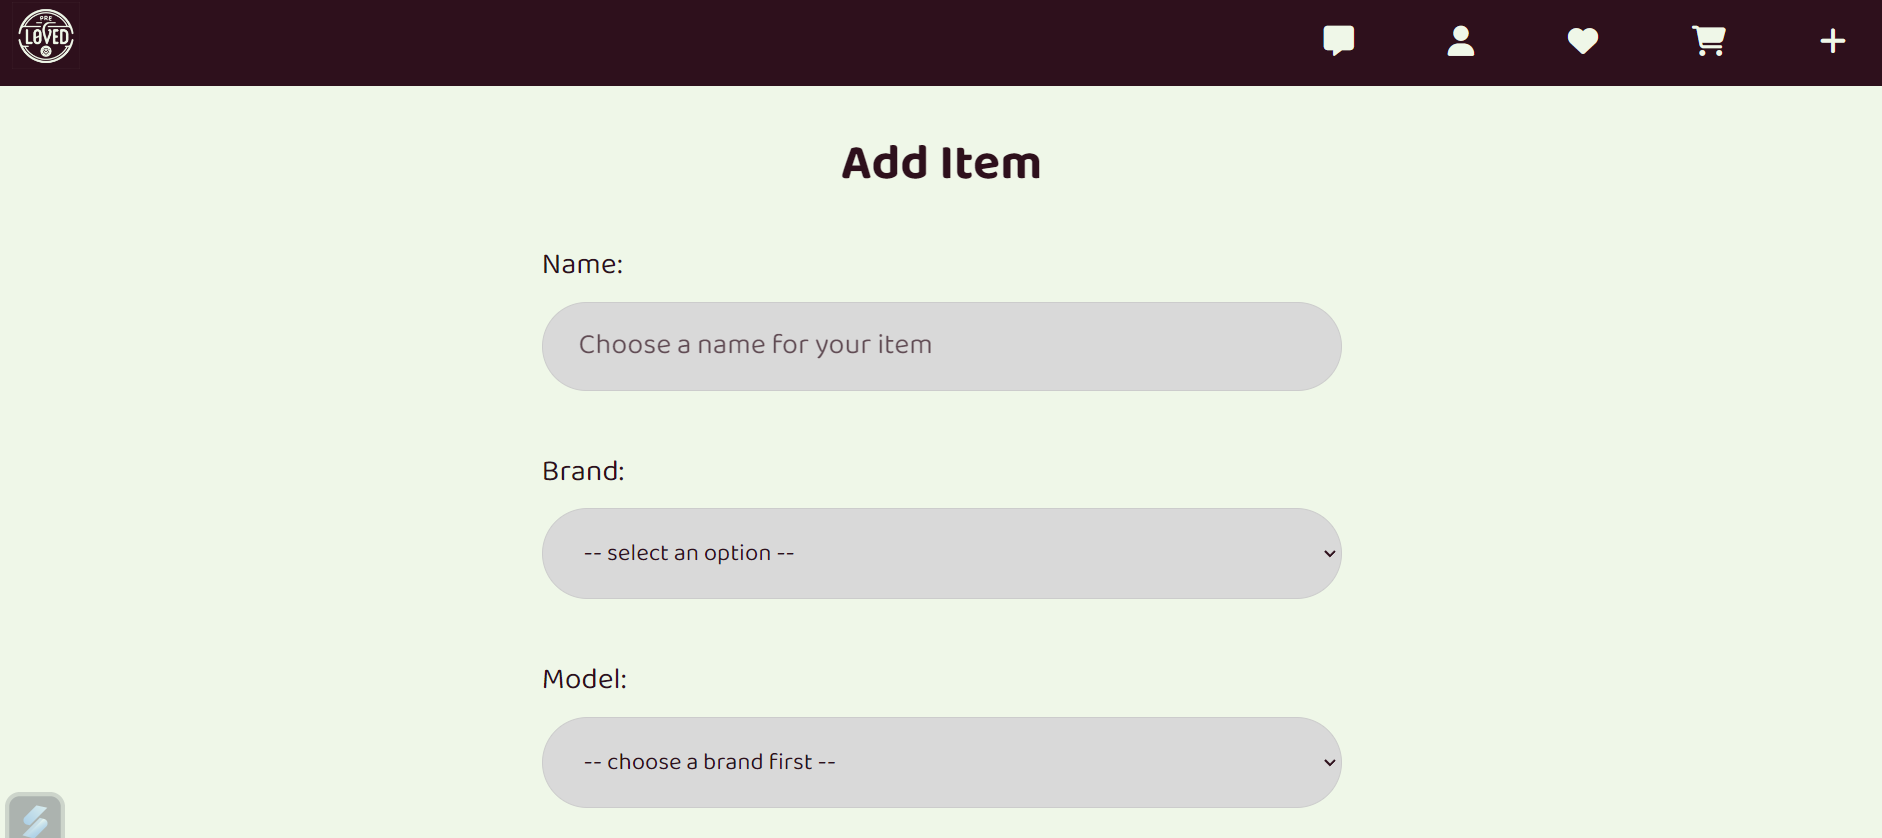 PRE
LOVED
Add Item
Name:
Choose a name for your item
Brand:
-- select an option --
Model:
-- choose a brand first --